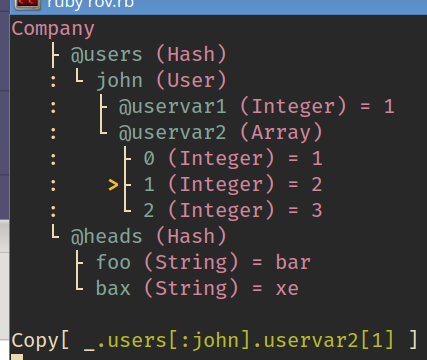 ruby rov.rb
Company
├ @users (Hash)
: └ john (User)
:   ├ @uservar1 (Integer) = 1
:   └ @uservar2 (Array)
:     ├ 0 (Integer) = 1
:    >├ 1 (Integer) = 2
:     └ 2 (Integer) = 3
└ @heads (Hash)
  ├ foo (String) = bar
  └ bax (String) = xe
Copy[ _.users[:john].uservar2[1] ]